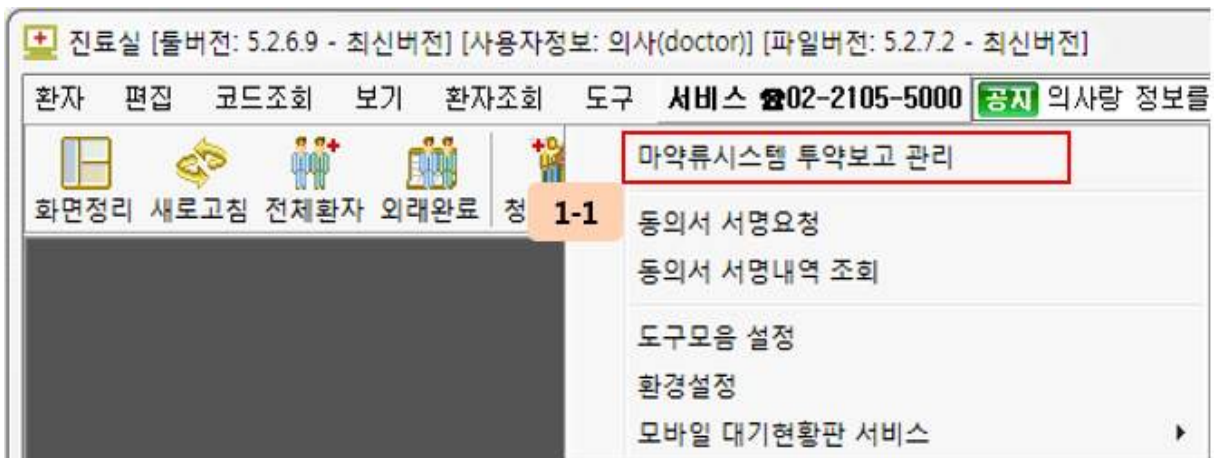 진료실 [툴버전: 5.2.6.9 - 최신버전] [사용자정보: 의사(doctor)] [파일버전: 5.2.7.2 - 최신버전]
환자 편집 코드조회 보기 환자조회 도구 서비스 ☎02-2105-5000 공지 의사랑 정보를
마약류시스템 투약보고 관리
화면정리 새로고침 전체환자 외래완료 청
1-1
동의서 서명요청
동의서 서명내역 조회
도구모음 설정
환경설정
모바일 대기현황판 서비스